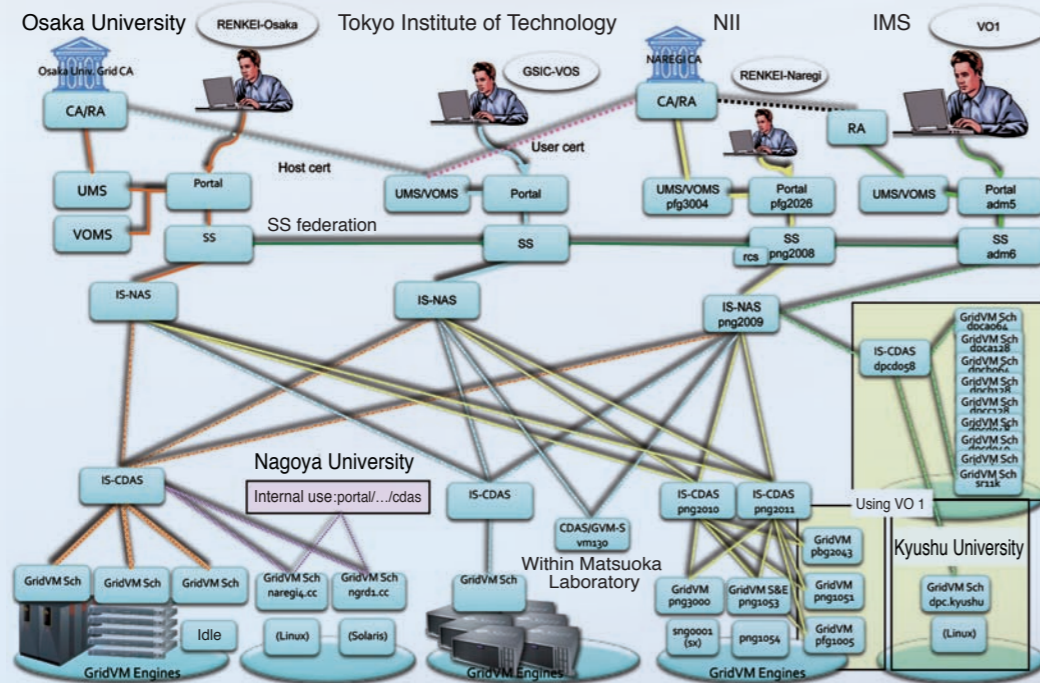 Osaka University
RENKEI-Osaka
Tokyo Institute of Technology
NII
IMS
VO1
Osaka Univ. Grid CA
GSIC-VOS
NAREGI CA
RENKEI-Naregi
CA/RA
CA/RA
RA
Host cert
User cert
UMS
Portal
UMS/VOMS
Portal
UMS/VOMS
pfg3004
Portal
pfg2026
UMS/VOMS
Portal
adm5
VOMS
SS
SS federation
SS
SS
png2008
rcs
SS
adm6
IS-NAS
IS-NAS
IS-NAS
png2009
IS-CDAS
dpcd058
GridVM Sch
GridVM Sch
GridVM Sch
GridVM Sch
GridVM Sch
GridVM Sch
GridVM Sch
GridVM Sch
GridVM Sch
sr11k
IS-CDAS
Nagoya University
Internal use:portal/.../cdas
IS-CDAS
CDAS/GVM-S
vm130
Within Matsuoka
Laboratory
IS-CDAS
png2010
IS-CDAS
png2011
Using VO 1
Kyushu University
GridVM Sch
GridVM Sch
GridVM Sch
GridVM Sch
naregi4.cc
GridVM Sch
ngrd1.cc
GridVM Sch
GridVM
png3000
GridVM S&E
png1053
GridVM
pbg2043
GridVM
png1051
GridVM
pfg1005
GridVM Sch
dpc.kyushu
Idle
(Linux)
(Solaris)
sng0001
(sx)
png1054
(Linux)
GridVM Engines
GridVM Engines
GridVM Engines